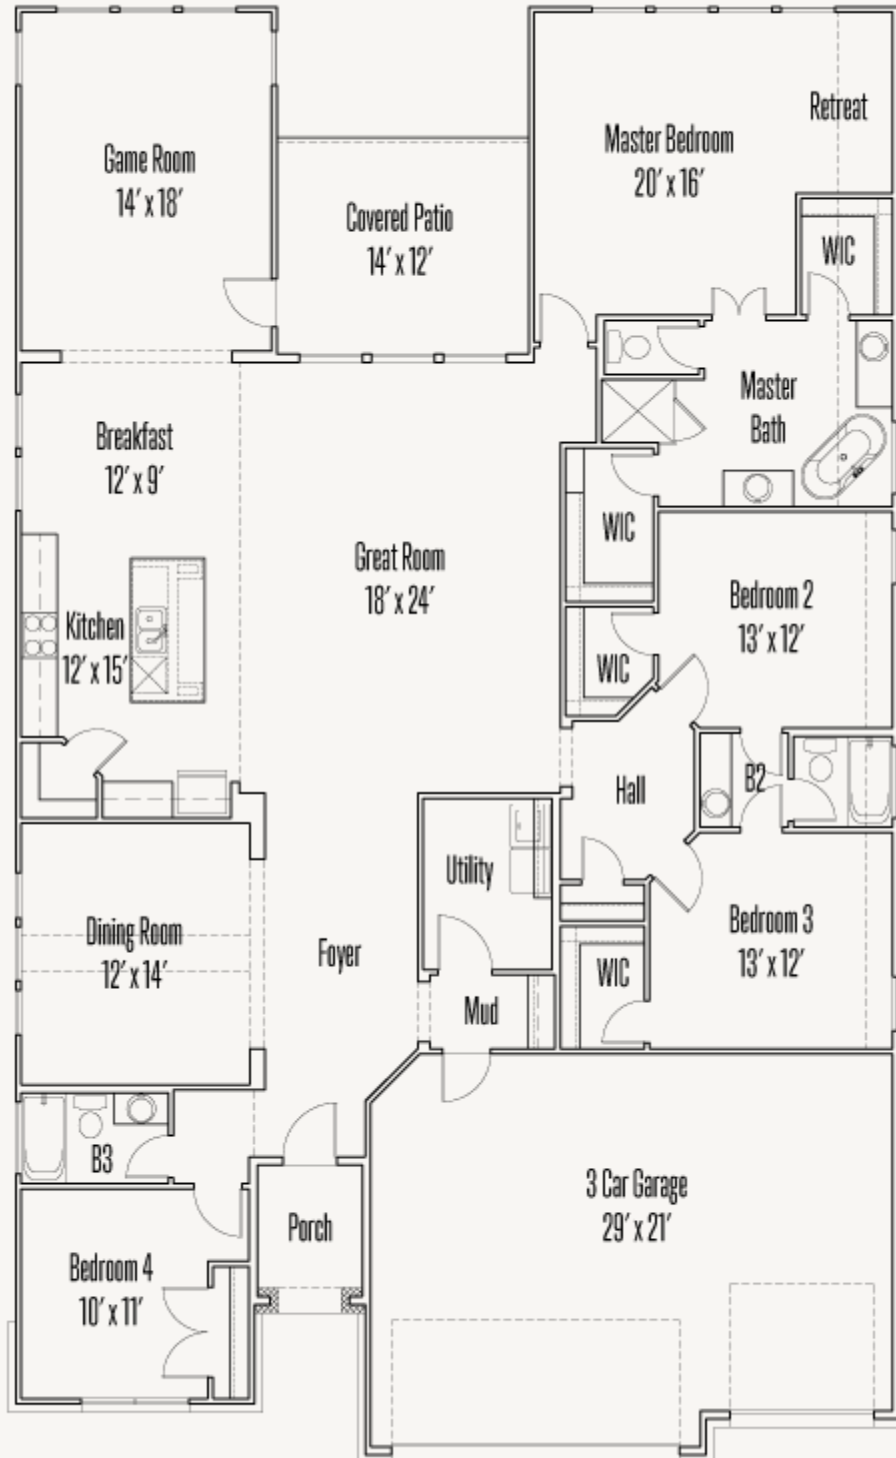 Game Room
14′ x 18′
Covered Patio
14′ x 12′
Master Bedroom
20′ x 16′
Retreat
WIC
Master
Bath
Breakfast
12′ x 9′
Great Room
18′ x 24′
WIC
Bedroom 2
13′ x 12′
Kitchen
12′ x 15′
WIC
Hall
B2
Utility
Dining Room
12′ x 14′
Foyer
Bedroom 3
13′ x 12′
WIC
Mud
B3
3 Car Garage
29′ x 21′
Porch
Bedroom 4
10′ x 11′